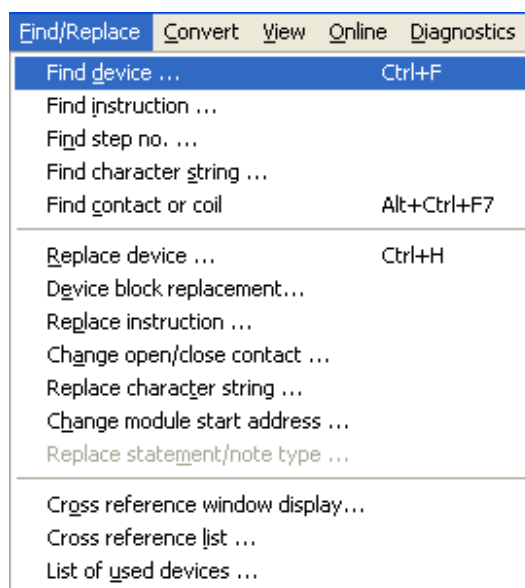 Find/Replace Convert View Online Diagnostics
Find device ... Ctrl+F
Find instruction ...
Find step no. ...
Find character string ...
Find contact or coil Alt+Ctrl+F7
Replace device ... Ctrl+H
Device block replacement...
Replace instruction ...
Change open/close contact ...
Replace character string ...
Change module start address ...
Replace statement/note type ...
Cross reference window display...
Cross reference list ...
List of used devices ...